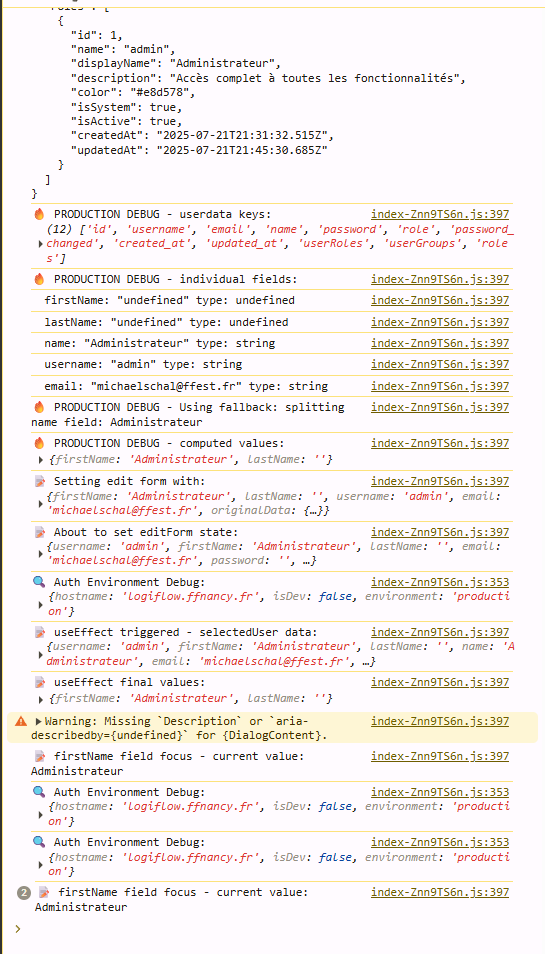 "roles": [
{
"id": 1,
"name": "admin",
"displayName": "Administrateur",
"description": "Accès complet à toutes les fonctionnalités",
"color": "#e8d578",
"isSystem": true,
"isActive": true,
"createdAt": "2025-07-21T21:31:32.515Z",
"updatedAt": "2025-07-21T21:45:30.685Z"
}
]
}
🔥 PRODUCTION DEBUG - userdata keys: index-Znn9TS6n.js:397
(12) ['id', 'username', 'email', 'name', 'password', 'role', 'password_
changed', 'created_at', 'updated_at', 'userRoles', 'userGroups', 'role
s']
🔥 PRODUCTION DEBUG - individual fields: index-Znn9TS6n.js:397
firstName: "undefined" type: undefined index-Znn9TS6n.js:397
lastName: "undefined" type: undefined index-Znn9TS6n.js:397
name: "Administrateur" type: string index-Znn9TS6n.js:397
username: "admin" type: string index-Znn9TS6n.js:397
email: "michaelschal@ffest.fr" type: string index-Znn9TS6n.js:397
🔥 PRODUCTION DEBUG - Using fallback: splitting index-Znn9TS6n.js:397
name field: Administrateur
🔥 PRODUCTION DEBUG - computed values: index-Znn9TS6n.js:397
{firstName: 'Administrateur', lastName: ''}
📝 Setting edit form with: index-Znn9TS6n.js:397
{firstName: 'Administrateur', lastName: '', username: 'admin', email:
'michaelschal@ffest.fr', originalData: {…}}
📝 About to set editForm state: index-Znn9TS6n.js:397
{username: 'admin', firstName: 'Administrateur', lastName: '', email:
'michaelschal@ffest.fr', password: '', …}
🔍 Auth Environment Debug: index-Znn9TS6n.js:353
{hostname: 'logiflow.ffnancy.fr', isDev: false, environment: 'producti
on'}
📝 useEffect triggered - selectedUser data: index-Znn9TS6n.js:397
{username: 'admin', firstName: 'Administrateur', lastName: '', name: 'A
dministrateur', email: 'michaelschal@ffest.fr', …}
📝 useEffect final values: index-Znn9TS6n.js:397
{firstName: 'Administrateur', lastName: ''}
Warning: Missing `Description` or `aria- index-Znn9TS6n.js:397
describedby={undefined}` for {DialogContent}.
📝 firstName field focus - current value: index-Znn9TS6n.js:397
Administrateur
🔍 Auth Environment Debug: index-Znn9TS6n.js:353
{hostname: 'logiflow.ffnancy.fr', isDev: false, environment: 'producti
on'}
🔍 Auth Environment Debug: index-Znn9TS6n.js:353
{hostname: 'logiflow.ffnancy.fr', isDev: false, environment: 'producti
on'}
2 📝 firstName field focus - current value: index-Znn9TS6n.js:397
Administrateur
>